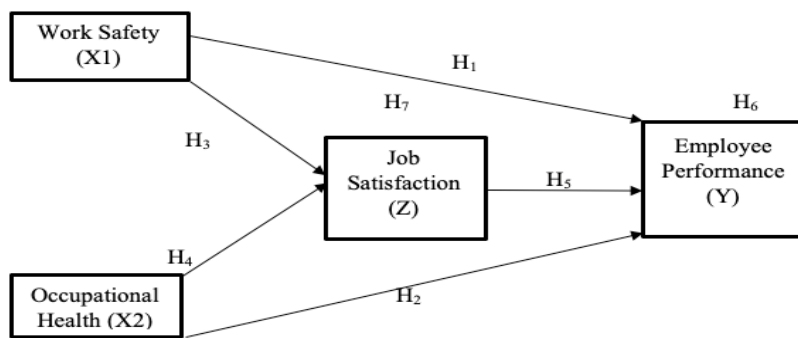 Work Safety
(X1)
H₁
H₇
H₆
H₃
Job
Satisfaction
(Z)
Employee
Performance
(Y)
H₅
H₄
Occupational
Health (X2)
H₂